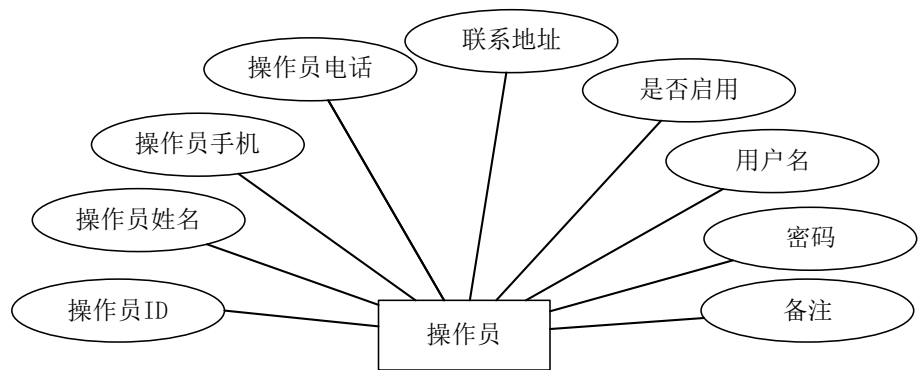 联系地址
操作员电话
是否启用
操作员手机
用户名
操作员姓名
密码
操作员ID
备注
操作员